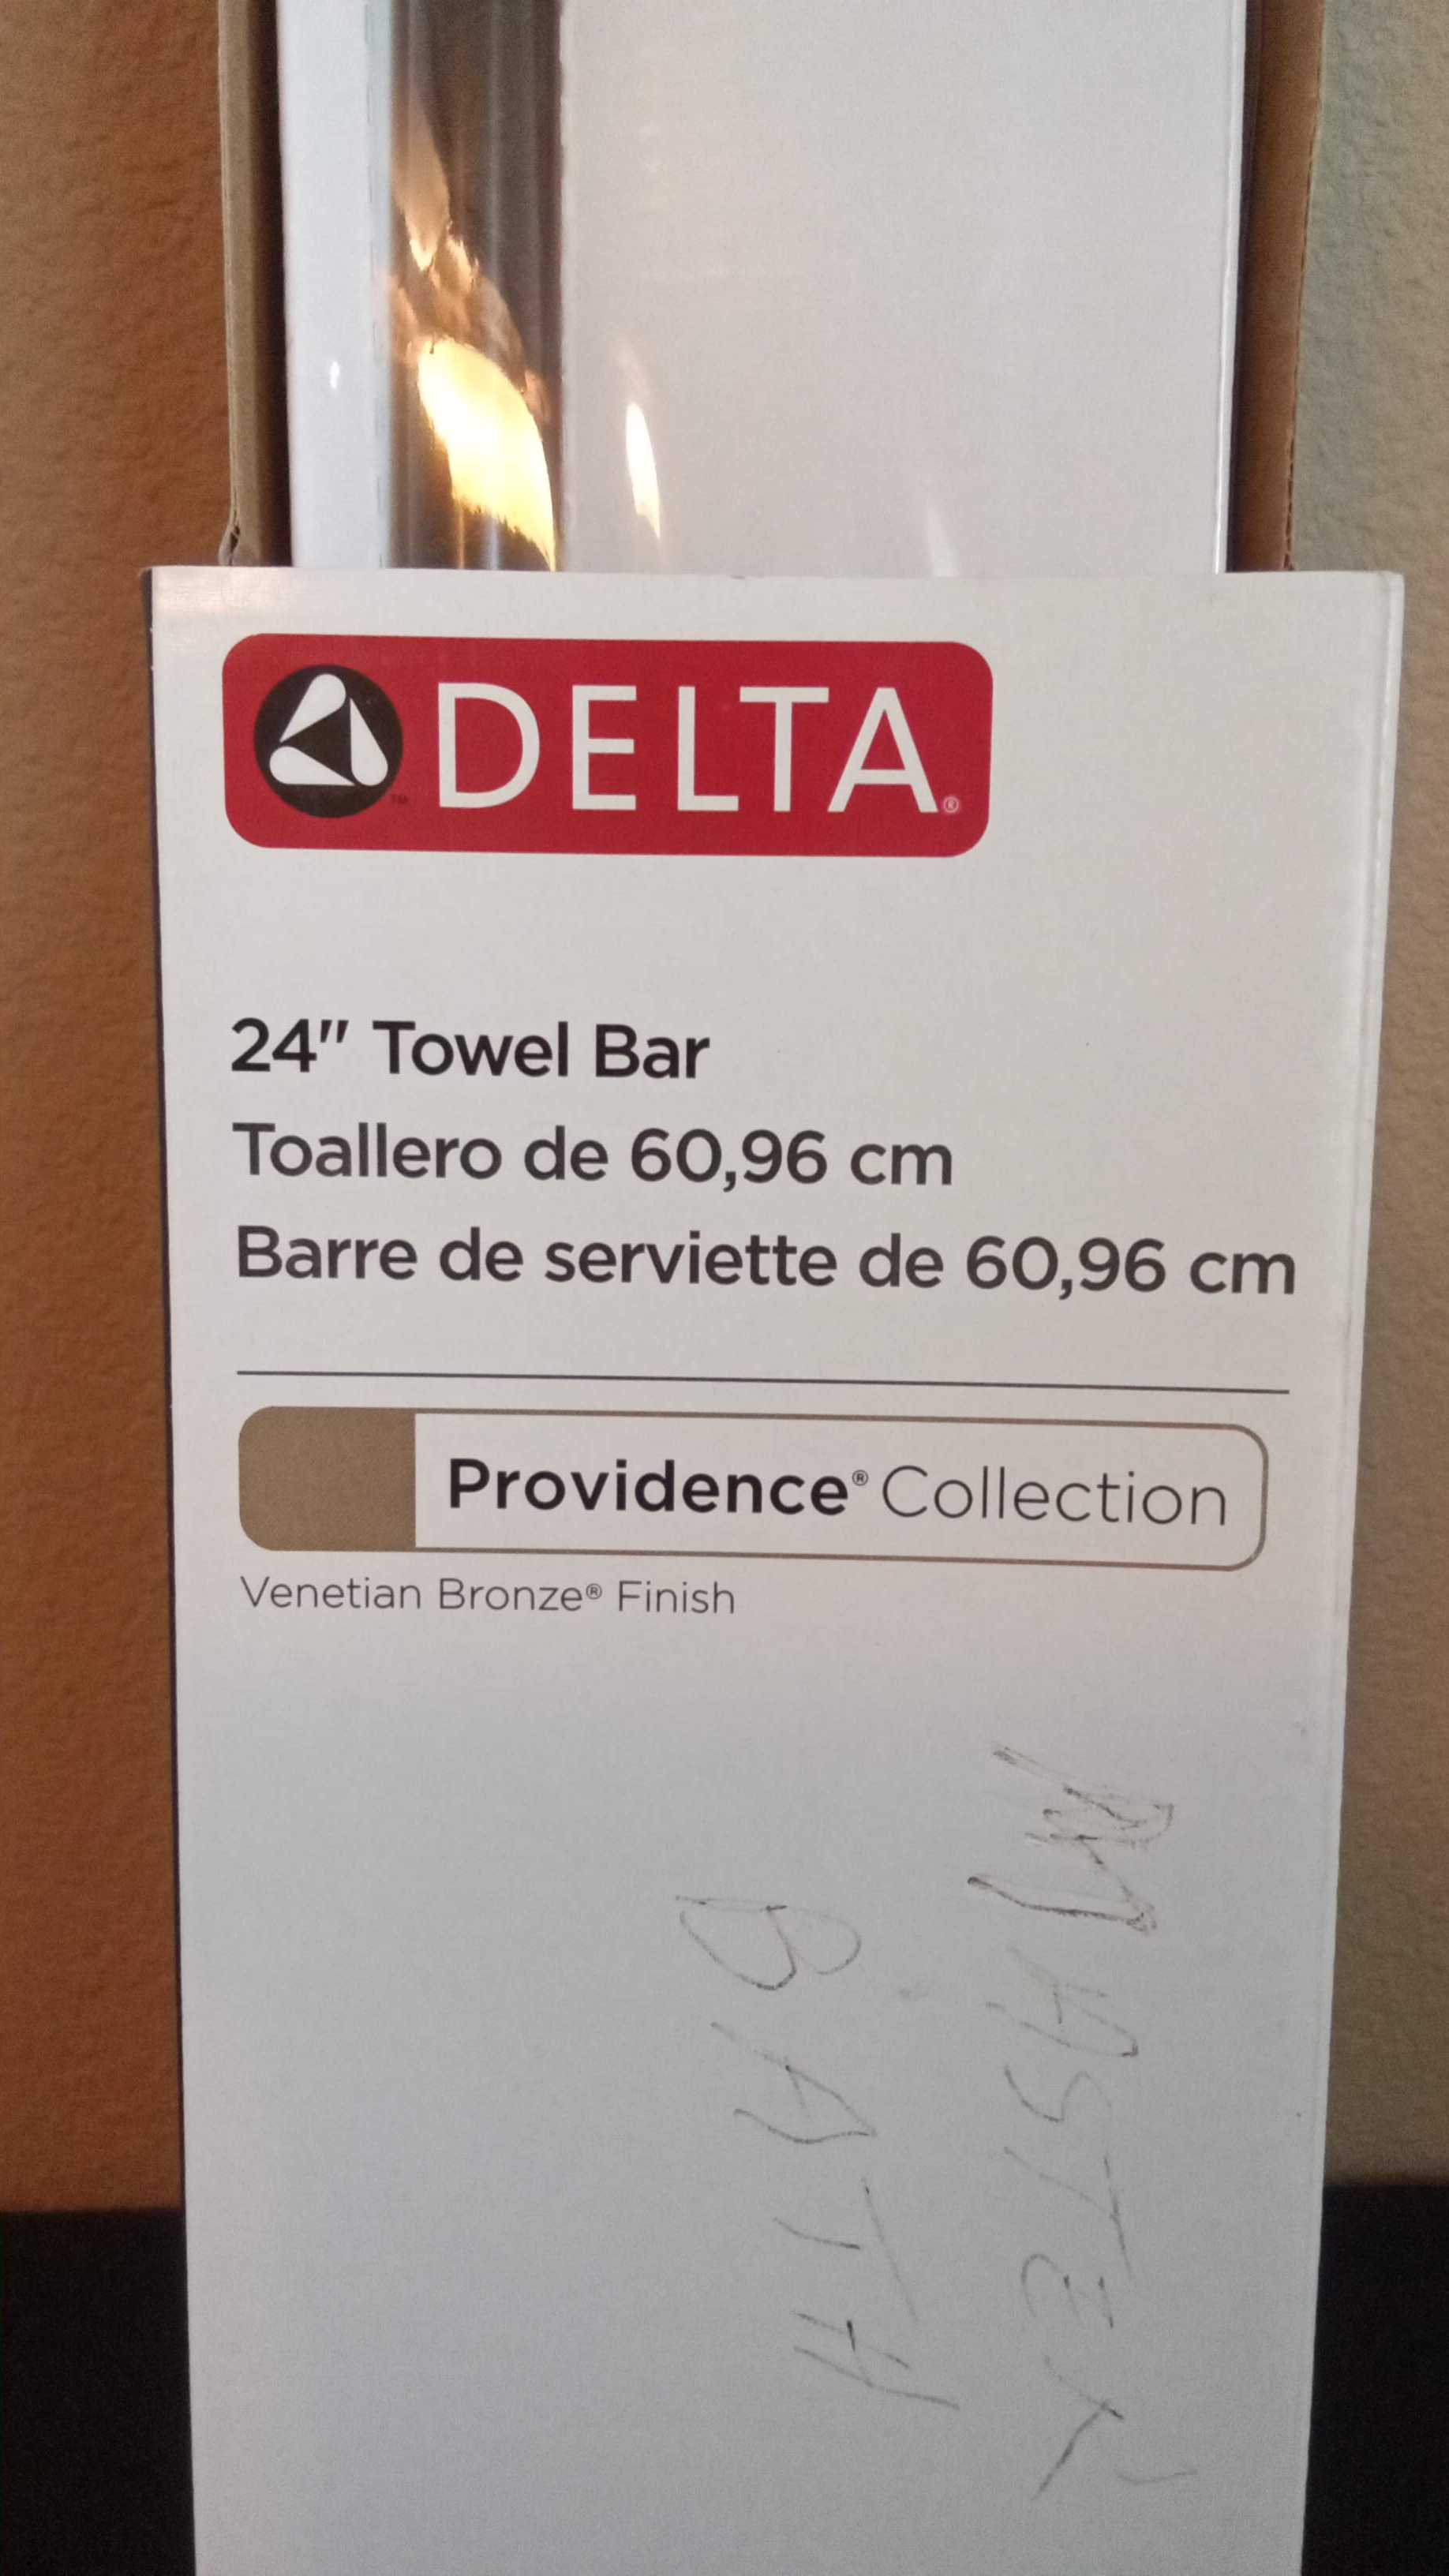 DELTA®
24" Towel Bar
Toallero de 60,96 cm
Barre de serviette de 60,96 cm
Providence® Collection
Venetian Bronze® Finish
MASTER
BATH